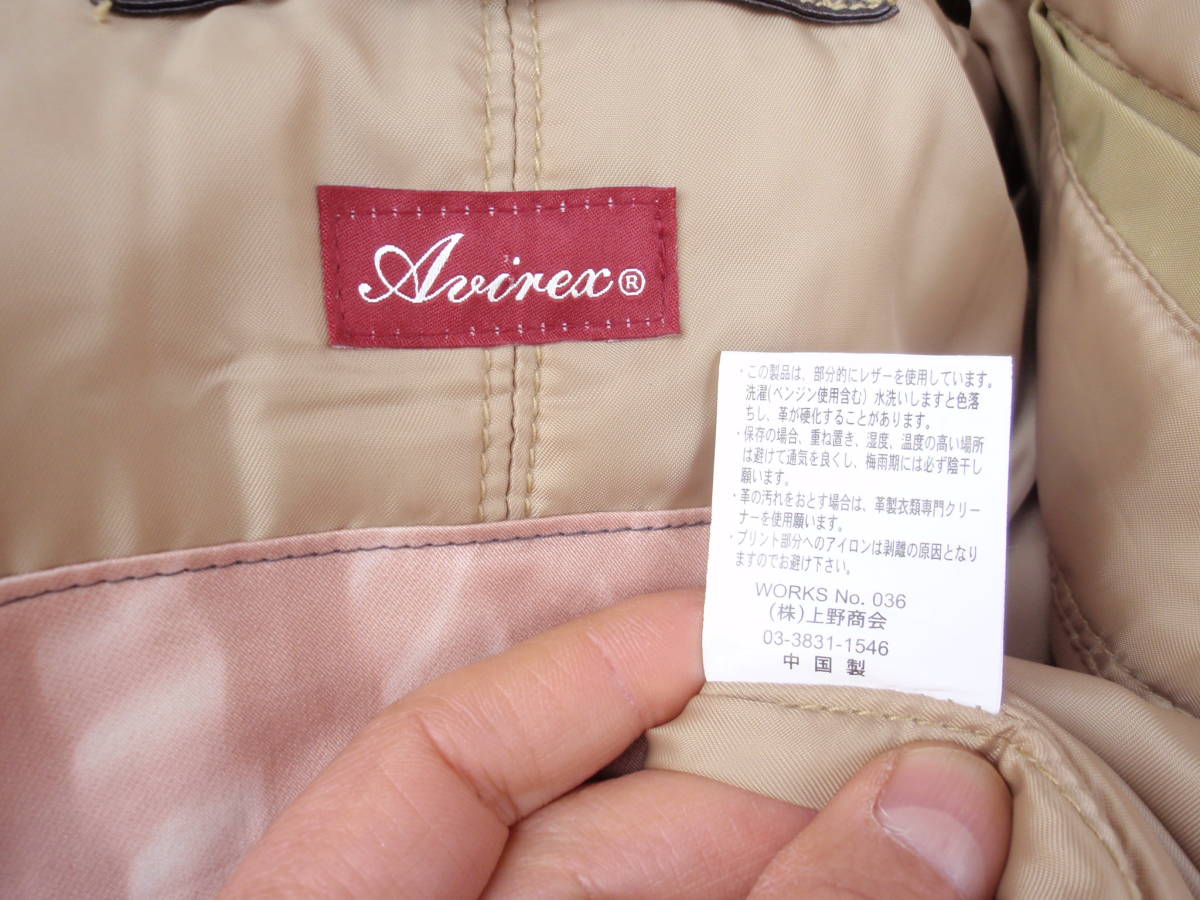 Avirex®
・この製品は、部分的にレザーを使用しています。
洗濯(ベンジン使用含む) 水洗いしますと色落
ちし、革が硬化することがあります。
・保存の場合、重ね置き、湿度、温度の高い場所
は避けて通気を良くし、梅雨期には必ず陰干し
願います。
・革の汚れをおとす場合は、革製衣類専門クリー
ナーを使用願います。
・プリント部分へのアイロンは剥離の原因となり
ますのでお避け下さい。
WORKS No. 036
(株)上野商会
03-3831-1546
中国製